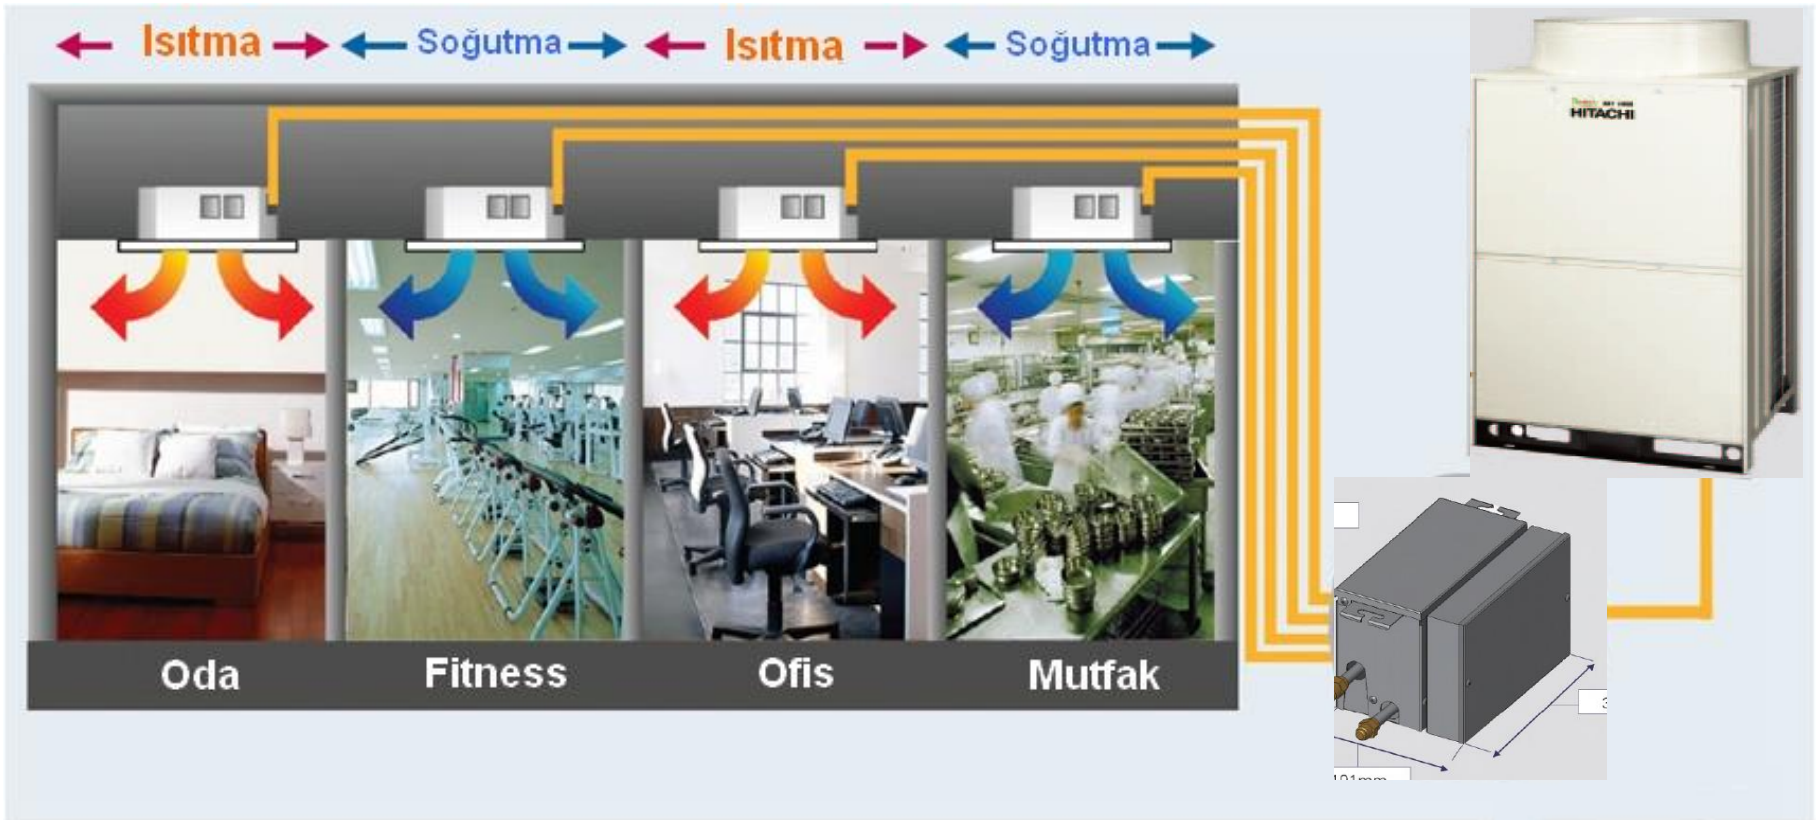 Isıtma
Soğutma
Isıtma
Soğutma
HITACHI
Oda
Fitness
Ofis
Mutfak